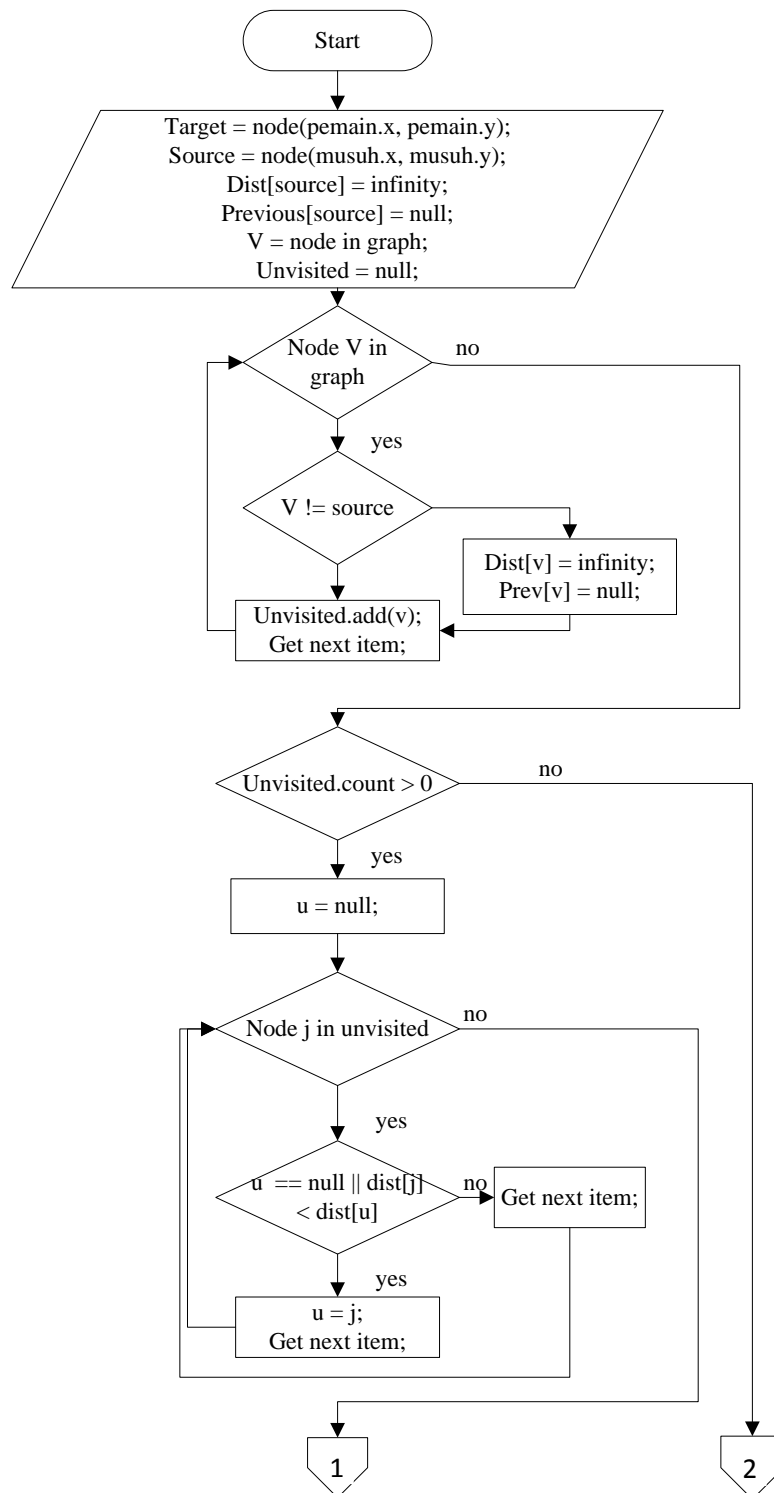 Start
Target = node(pemain.x, pemain.y);
Source = node(musuh.x, musuh.y);
Dist[source] = infinity;
Previous[source] = null;
V = node in graph;
Unvisited = null;
Node V in
graph
no
yes
V != source
Dist[v] = infinity;
Prev[v] = null;
Unvisited.add(v);
Get next item;
Unvisited.count > 0
no
yes
u = null;
Node j in unvisited
no
yes
u == null || dist[j]
< dist[u]
no
Get next item;
yes
u = j;
Get next item;
1
2